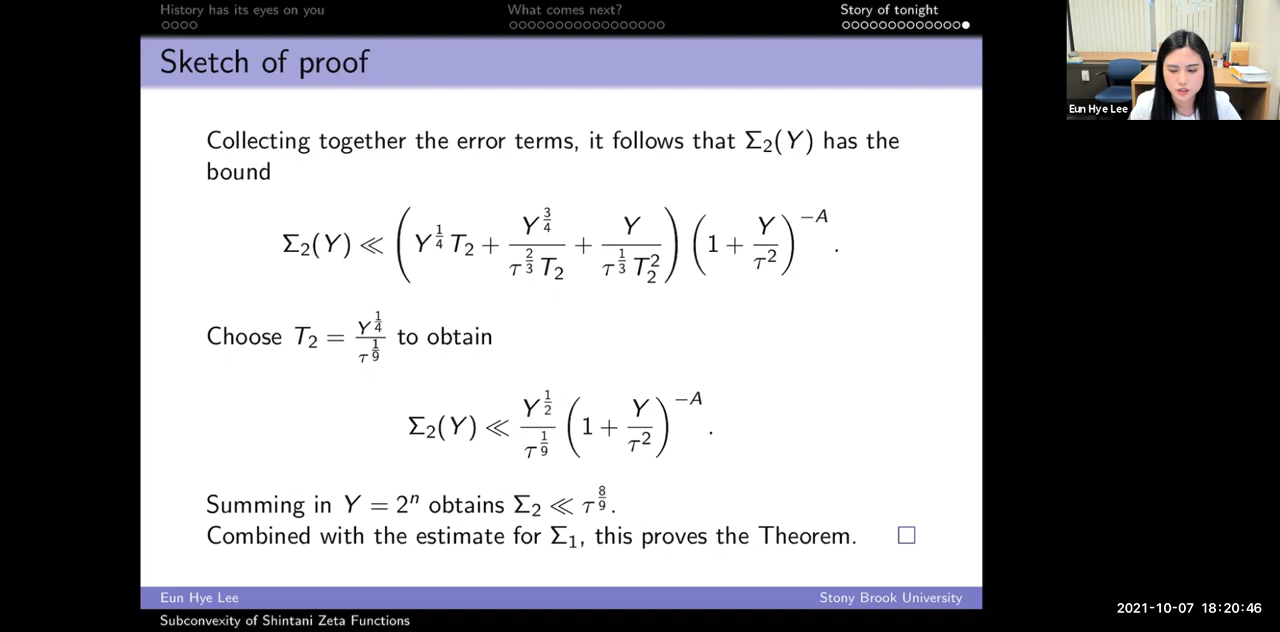 History has its eyes on you What comes next? Story of tonight
Sketch of proof
Eun Hye Lee
Collecting together the error terms, it follows that Σ₂(Y) has the
bound
Σ₂(Y) ≪ (Y^{1/4} T₂ + Y^{3/4} / (τ^{2/3} T₂) + Y / (τ^{1/3} T₂²)) (1 + Y/τ²)^{−A}.
Choose T₂ = Y^{1/4} / τ^{1/9} to obtain
Σ₂(Y) ≪ Y^{1/2} / τ^{1/9} (1 + Y/τ²)^{−A}.
Summing in Y = 2ⁿ obtains Σ₂ ≪ τ^{8/9}.
Combined with the estimate for Σ₁, this proves the Theorem. □
Eun Hye Lee Stony Brook University
Subconvexity of Shintani Zeta Functions
2021-10-07 18:20:46